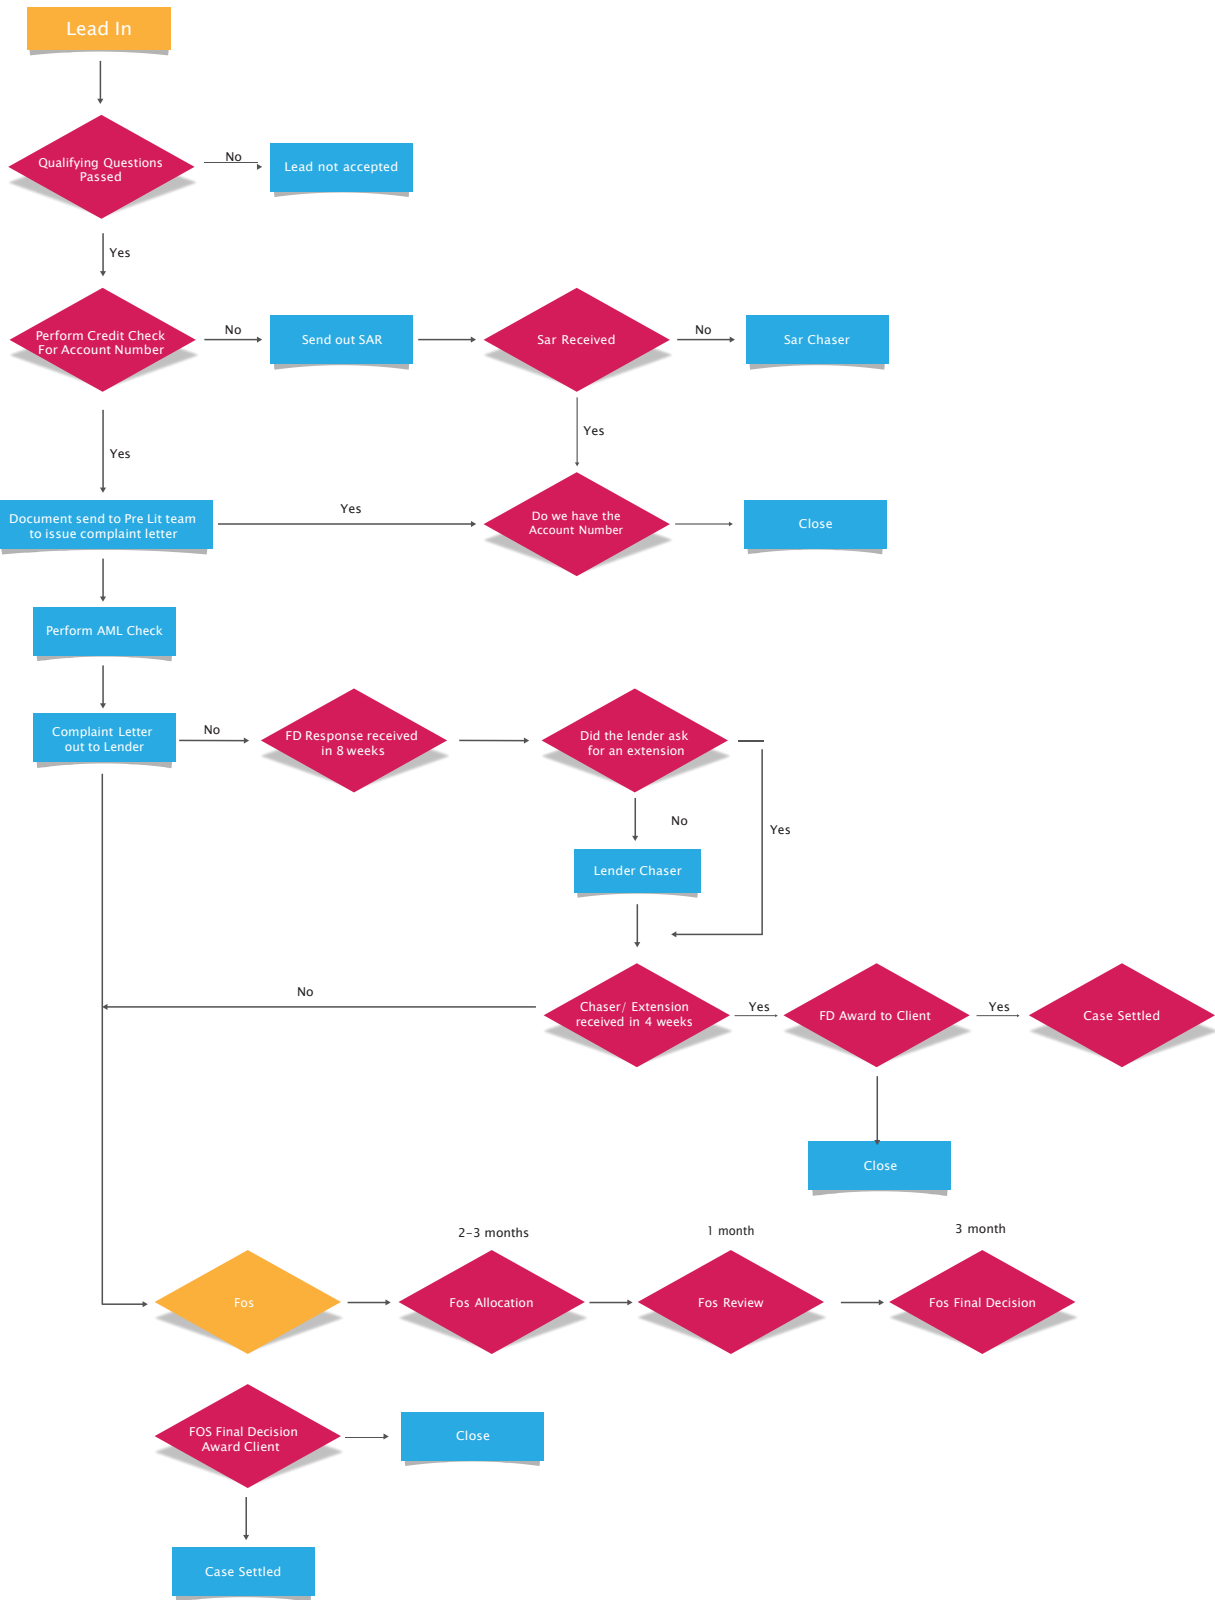 Lead In
Qualifying Questions
Passed
No
Lead not accepted
Yes
Perform Credit Check
For Account Number
No
Send out SAR
Sar Received
No
Sar Chaser
Yes
Yes
Document send to Pre Lit team
to issue complaint letter
Yes
Do we have the
Account Number
Close
Perform AML Check
Complaint Letter
out to Lender
No
FD Response received
in 8 weeks
Did the lender ask
for an extension
No
Yes
Lender Chaser
No
Chaser/ Extension
received in 4 weeks
Yes
FD Award to Client
Yes
Case Settled
Close
2-3 months
1 month
3 month
Fos
Fos Allocation
Fos Review
Fos Final Decision
FOS Final Decision
Award Client
Close
Case Settled